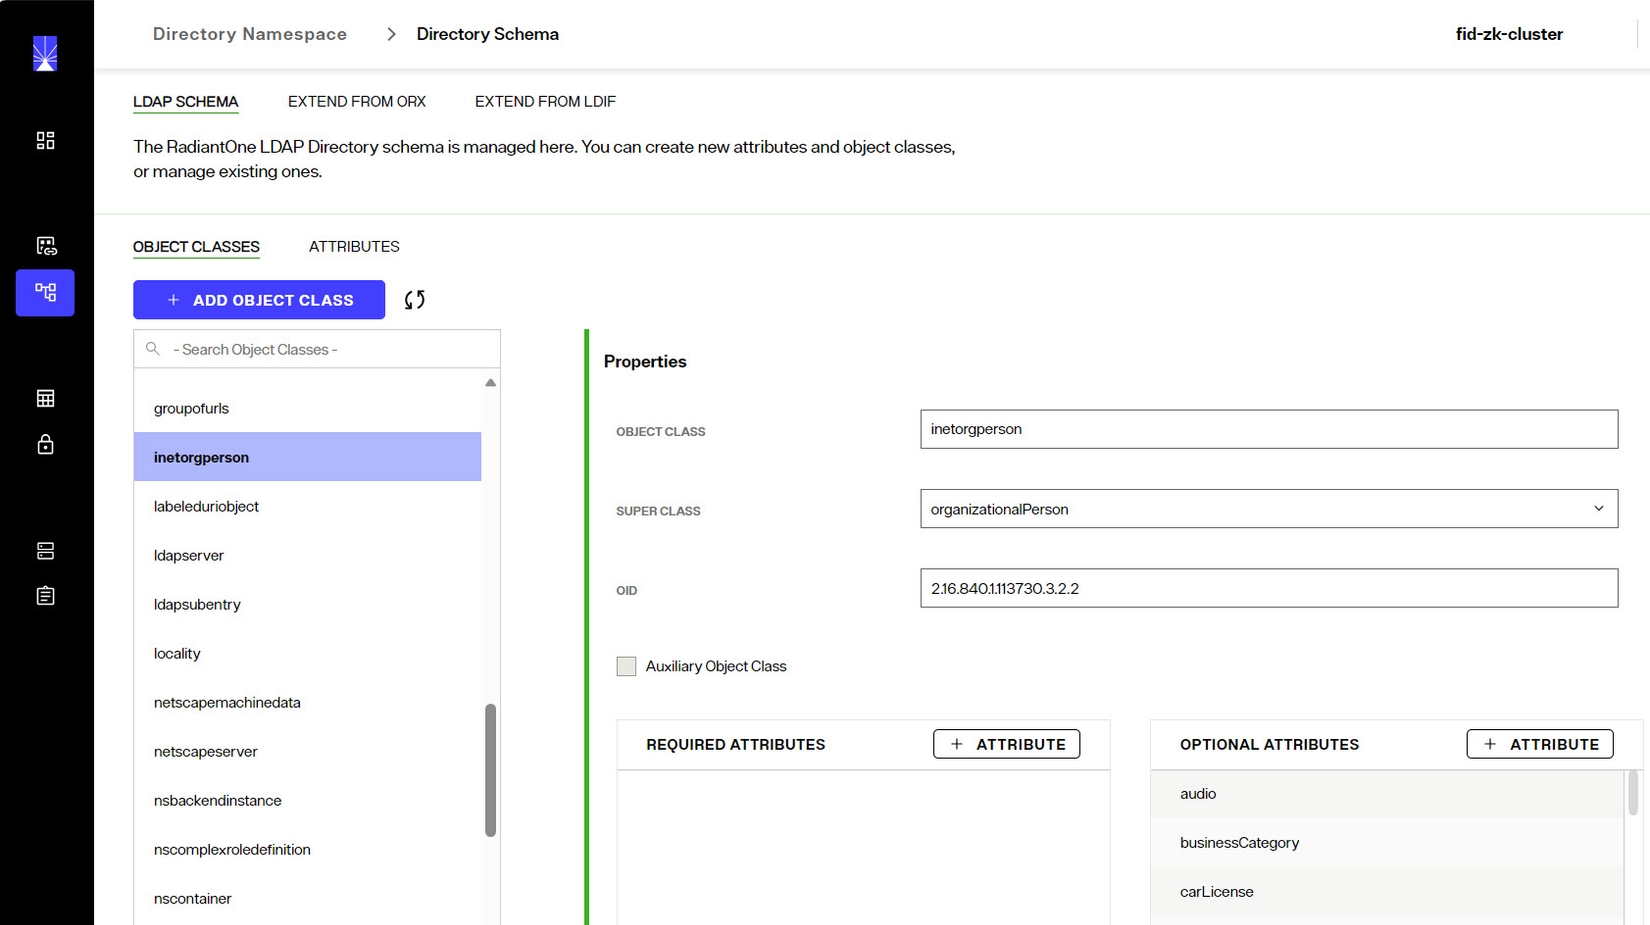 Directory Namespace > Directory Schema
fid-zk-cluster
LDAP SCHEMA EXTEND FROM ORX EXTEND FROM LDIF
The RadiantOne LDAP Directory schema is managed here. You can create new attributes and object classes,
or manage existing ones.
OBJECT CLASSES ATTRIBUTES
+ ADD OBJECT CLASS
- Search Object Classes -
groupofurls
inetorgperson
labeleduriobject
ldapserver
ldapsubentry
locality
netscapemachinedata
netscapeserver
nsbackendinstance
nscomplexroledefinition
nscontainer
Properties
OBJECT CLASS
inetorgperson
SUPER CLASS
organizationalPerson
OID
2.16.840.1.113730.3.2.2
Auxiliary Object Class
REQUIRED ATTRIBUTES + ATTRIBUTE
OPTIONAL ATTRIBUTES + ATTRIBUTE
audio
businessCategory
carLicense